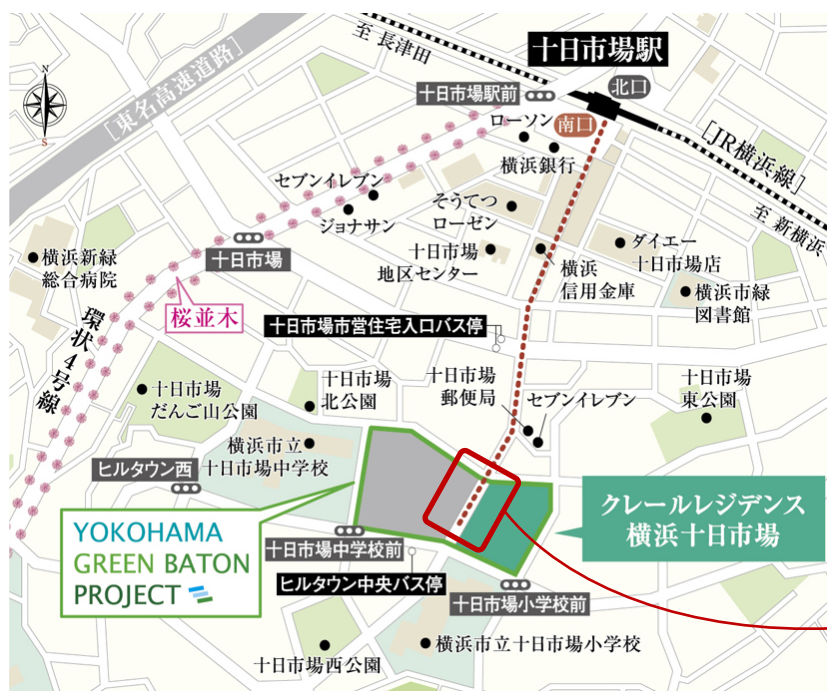 至 長津田
十日市場駅
北口
[東名高速道路]
N
S
十日市場駅前
ローソン
南口
横浜銀行
[JR横浜線]
至 新横浜
セブンイレブン
ジョナサン
そうてつ
ローゼン
十日市場
横浜新緑
総合病院
十日市場
地区センター
横浜
信用金庫
ダイエー
十日市場店
横浜市緑
図書館
桜並木
環状4号線
十日市場市営住宅入口バス停
十日市場
だんご山公園
十日市場
北公園
十日市場
郵便局
セブンイレブン
十日市場
東公園
横浜市立
十日市場中学校
ヒルタウン西
クレールレジデンス
横浜十日市場
YOKOHAMA
GREEN BATON
PROJECT
十日市場中学校前
ヒルタウン中央バス停
十日市場小学校前
横浜市立十日市場小学校
十日市場西公園